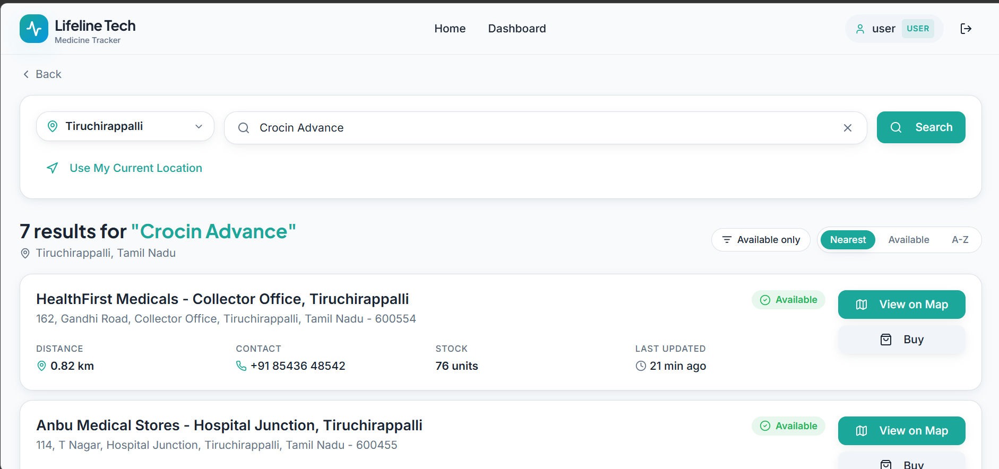 Lifeline Tech
Medicine Tracker
Home
Dashboard
user
USER
Back
Tiruchirappalli
Crocin Advance
Search
Use My Current Location
7 results for "Crocin Advance"
Tiruchirappalli, Tamil Nadu
Available only
Nearest
Available
A-Z
HealthFirst Medicals - Collector Office, Tiruchirappalli
162, Gandhi Road, Collector Office, Tiruchirappalli, Tamil Nadu - 600554
Available
View on Map
Buy
DISTANCE
0.82 km
CONTACT
+91 85436 48542
STOCK
76 units
LAST UPDATED
21 min ago
Anbu Medical Stores - Hospital Junction, Tiruchirappalli
114, T Nagar, Hospital Junction, Tiruchirappalli, Tamil Nadu - 600455
Available
View on Map
Buy